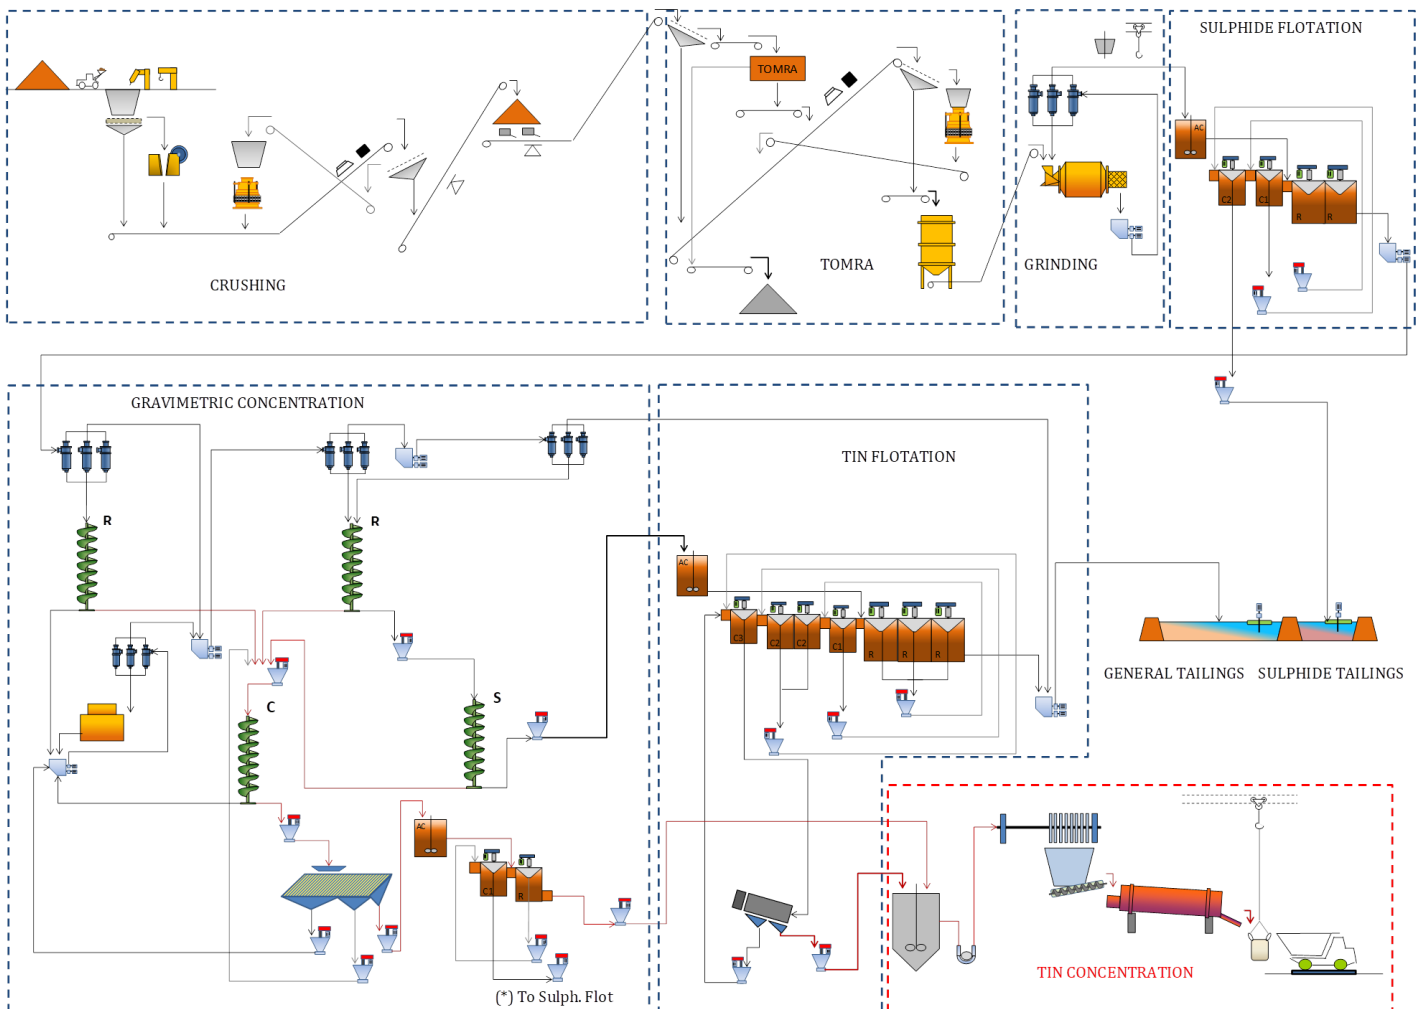 SULPHIDE FLOTATION
TOMRA
AC
C2
C1
R
R
CRUSHING
TOMRA
GRINDING
GRAVIMETRIC CONCENTRATION
TIN FLOTATION
R
R
AC
C3
C2
C2
C1
R
R
R
GENERAL TAILINGS
SULPHIDE TAILINGS
C
S
AC
C1
R
TIN CONCENTRATION
(*) To Sulph. Flot